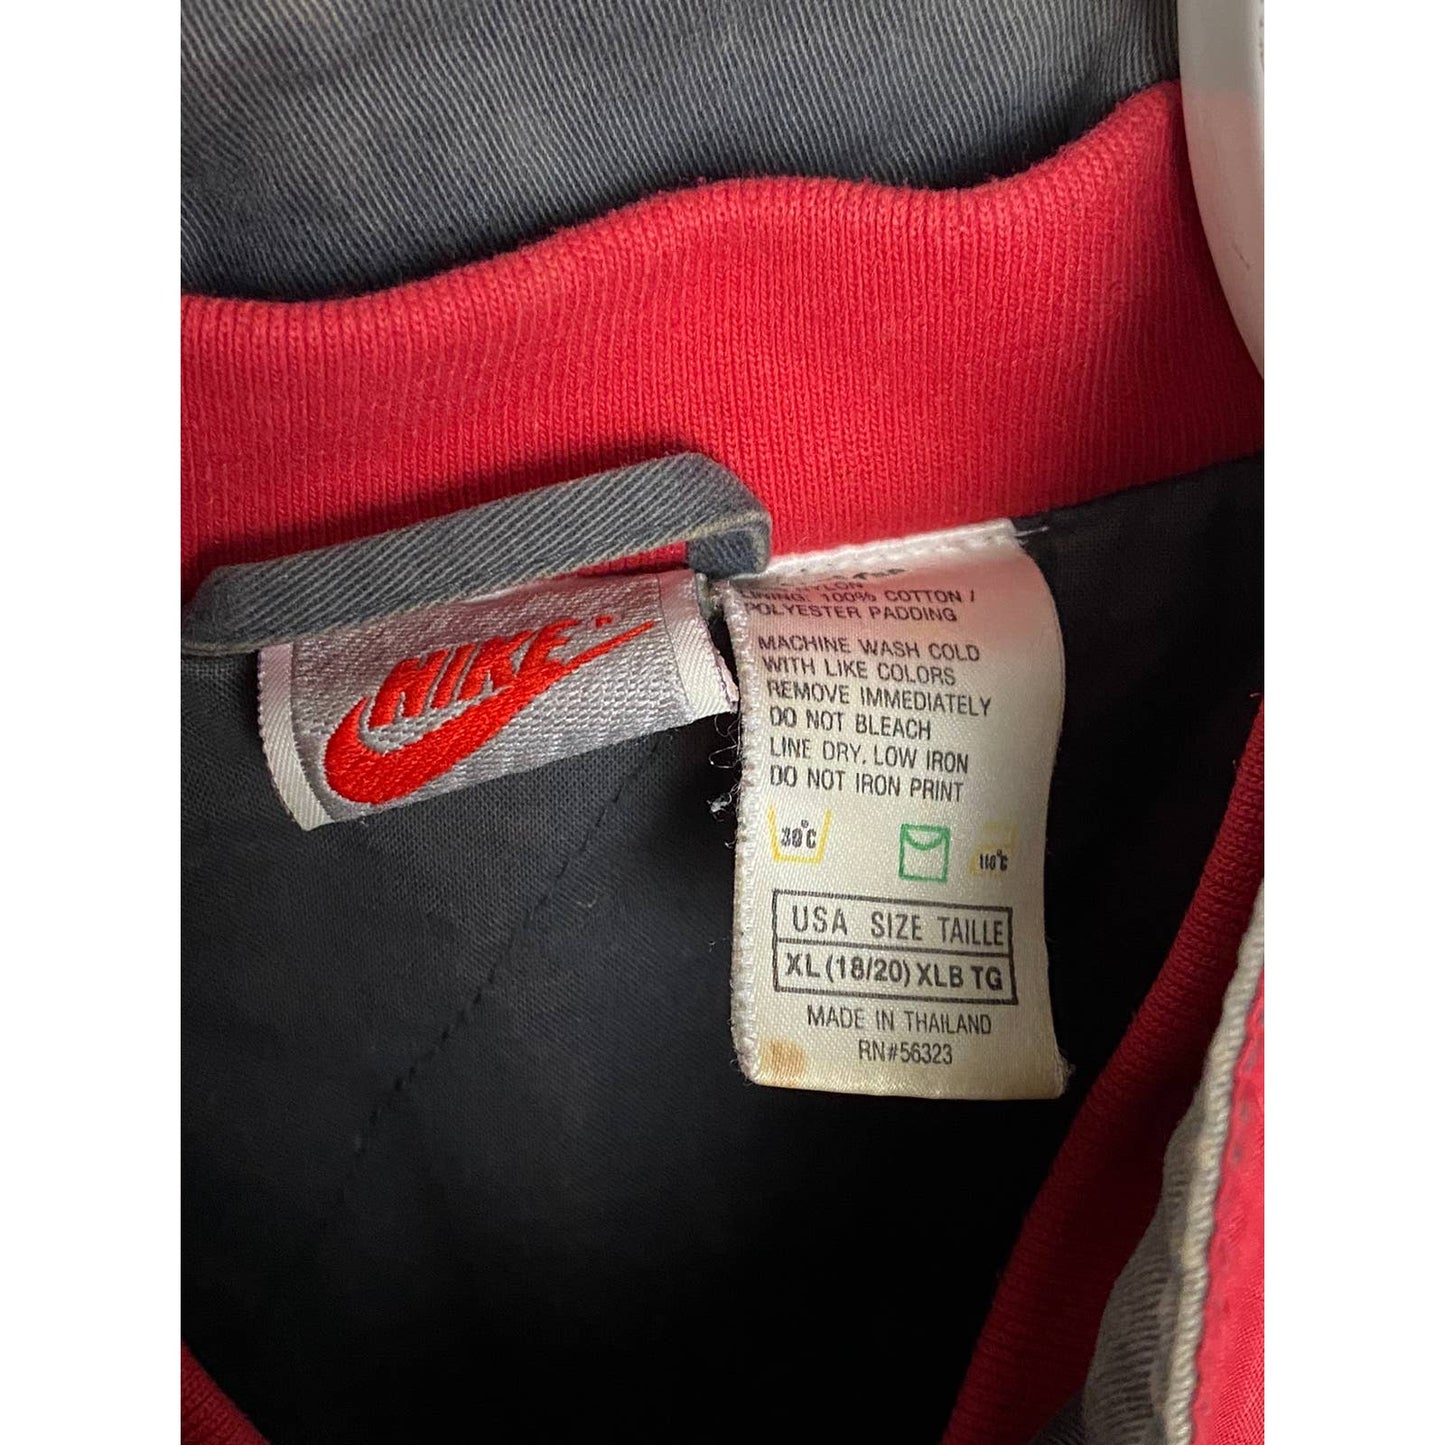 NIKE®
NYLON
LINING: 100% COTTON /
POLYESTER PADDING
MACHINE WASH COLD
WITH LIKE COLORS
REMOVE IMMEDIATELY
DO NOT BLEACH
LINE DRY, LOW IRON
DO NOT IRON PRINT
30°C
110°C
USA SIZE TAILLE
XL (18/20) XLB TG
MADE IN THAILAND
RN#56323